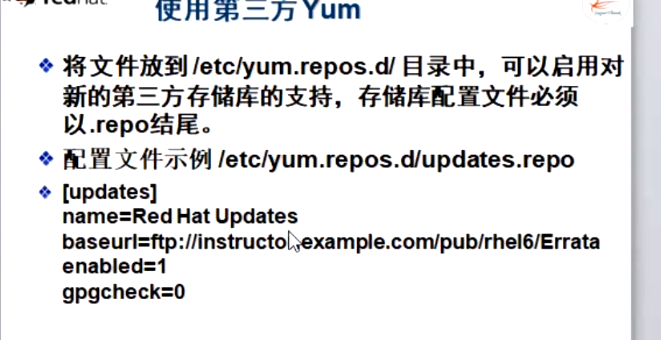 redhat.
使用第三方Yum
将文件放到 /etc/yum.repos.d/ 目录中，可以启用对
新的第三方存储库的支持，存储库配置文件必须
以.repo结尾。
配置文件示例 /etc/yum.repos.d/updates.repo
[updates]
name=Red Hat Updates
baseurl=ftp://instructor.example.com/pub/rhel6/Errata
enabled=1
gpgcheck=0